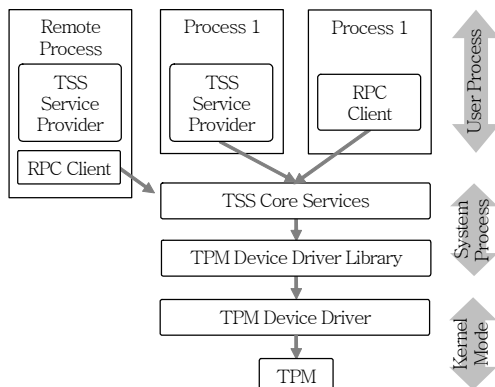 Remote
Process
TSS
Service
Provider
RPC Client
Process 1
TSS
Service
Provider
Process 1
RPC
Client
User Process
TSS Core Services
TPM Device Driver Library
System
Process
TPM Device Driver
TPM
Kernel
Mode